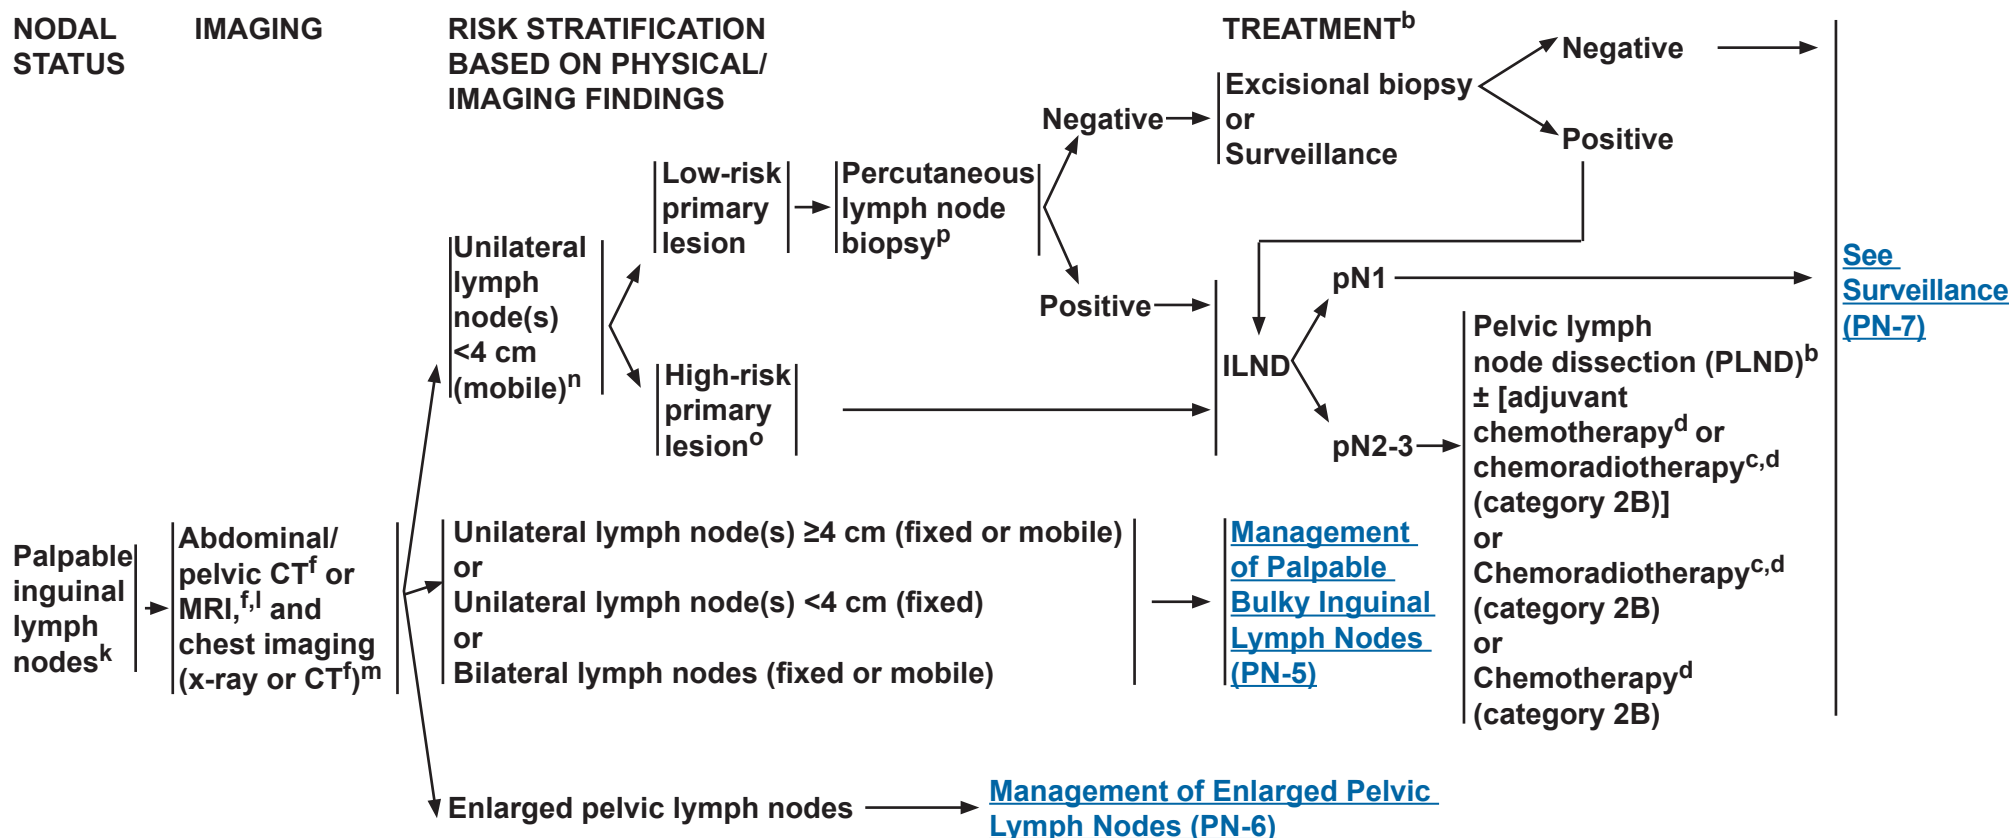 NODAL
STATUS
IMAGING
RISK STRATIFICATION
BASED ON PHYSICAL/
IMAGING FINDINGS
TREATMENTb
Palpable
inguinal
lymph
nodesk
Abdominal/
pelvic CTf or
MRI,f,l and
chest imaging
(x-ray or CTf)m
Unilateral
lymph
node(s)
<4 cm
(mobile)n
Low-risk
primary
lesion
Percutaneous
lymph node
biopsyp
Negative
Excisional biopsy
or
Surveillance
Negative
Positive
Positive
High-risk
primary
lesiono
ILND
pN1
pN2-3
Pelvic lymph
node dissection (PLND)b
± [adjuvant
chemotherapyd or
chemoradiotherapyc,d
(category 2B)]
or
Chemoradiotherapyc,d
(category 2B)
or
Chemotherapyd
(category 2B)
See
Surveillance
(PN-7)
Unilateral lymph node(s) ≥4 cm (fixed or mobile)
or
Unilateral lymph node(s) <4 cm (fixed)
or
Bilateral lymph nodes (fixed or mobile)
Management
of Palpable
Bulky Inguinal
Lymph Nodes
(PN-5)
Enlarged pelvic lymph nodes
Management of Enlarged Pelvic
Lymph Nodes (PN-6)